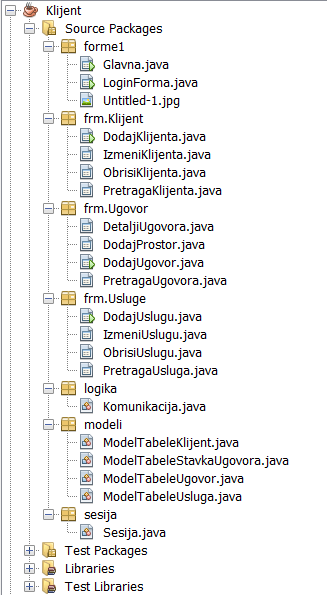 Klijent
Source Packages
forme1
Glavna.java
LoginForma.java
Untitled-1.jpg
frm.Klijent
DodajKlijenta.java
IzmeniKlijenta.java
ObrisiKlijenta.java
PretragaKlijenta.java
frm.Ugovor
DetaljiUgovora.java
DodajProstor.java
DodajUgovor.java
PretragaUgovora.java
frm.Usluge
DodajUslugu.java
IzmeniUslugu.java
ObrisiUslugu.java
PretragaUsluga.java
logika
Komunikacija.java
modeli
ModelTabeleKlijent.java
ModelTabeleStavkaUgovora.java
ModelTabeleUgovor.java
ModelTabeleUsluga.java
sesija
Sesija.java
Test Packages
Libraries
Test Libraries